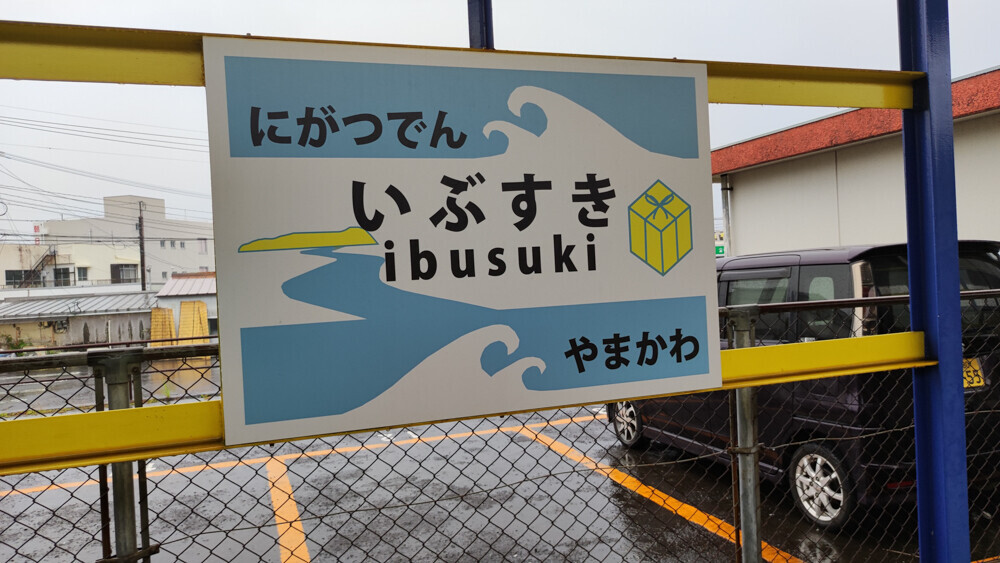 にがつでん
いぶすき
ibusuki
やまかわ